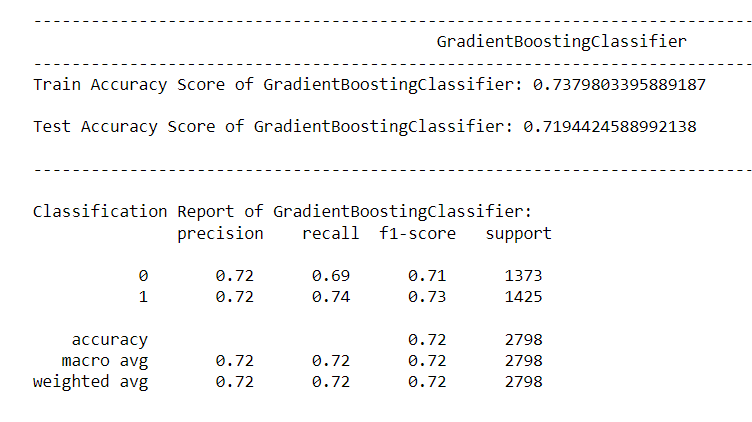 --------------------------------------------------------------------------
GradientBoostingClassifier
--------------------------------------------------------------------------
Train Accuracy Score of GradientBoostingClassifier: 0.7379803395889187
Test Accuracy Score of GradientBoostingClassifier: 0.7194424588992138
--------------------------------------------------------------------------
Classification Report of GradientBoostingClassifier:
precision recall f1-score support
0 0.72 0.69 0.71 1373
1 0.72 0.74 0.73 1425
accuracy 0.72 2798
macro avg 0.72 0.72 0.72 2798
weighted avg 0.72 0.72 0.72 2798